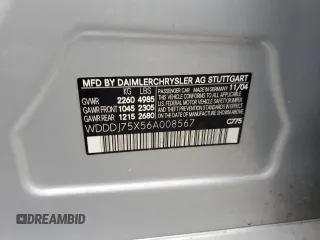 MFD BY DAIMLERCHRYSLER AG STUTTGART
KG LBS
PASSENGER CAR MADE IN GERMANY 11/04
GVWR 2260 4985
GAWR FRONT 1045 2305
GAWR REAR 1215 2680
THIS VEHICLE CONFORMS TO ALL APPLICABLE
FEDERAL MOTOR VEHICLE SAFETY, BUMPER, AND THEFT
PREVENTION STANDARDS IN EFFECT ON THE DATE OF
MANUFACTURE SHOWN ABOVE.
WDDDJ75X56A008567
C775
DREAMBID